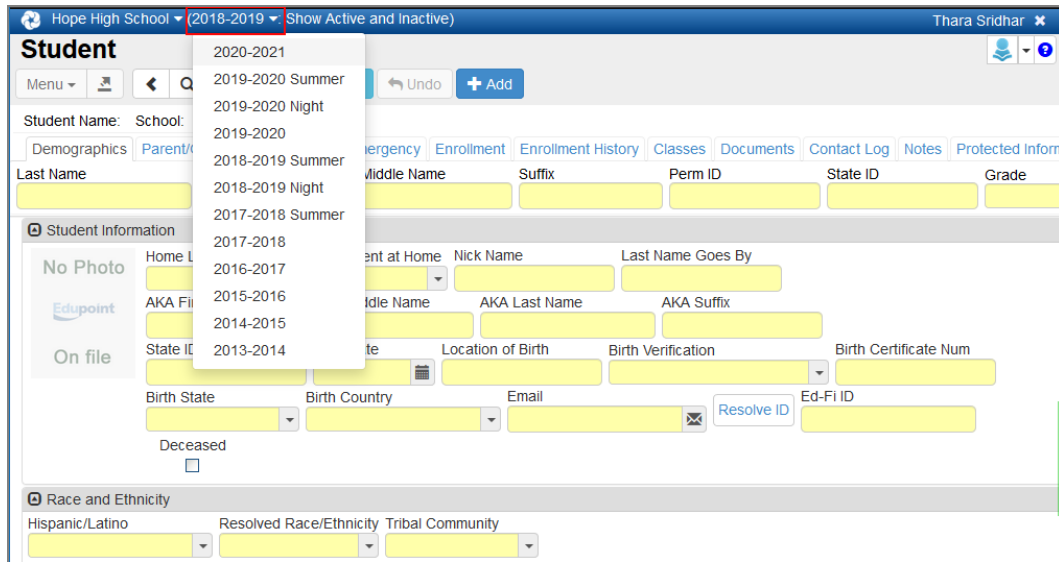 Hope High School (2018-2019 : Show Active and Inactive) Thara Sridhar
Student
Menu Undo Add
Student Name: School:
Demographics Parent/ ergency Enrollment Enrollment History Classes Documents Contact Log Notes Protected Inform
Last Name Middle Name Suffix Perm ID State ID Grade
2020-2021
2019-2020 Summer
2019-2020 Night
2019-2020
2018-2019 Summer
2018-2019 Night
2017-2018 Summer
2017-2018
2016-2017
2015-2016
2014-2015
2013-2014
Student Information
No Photo
Edupoint
On file
Home L ent at Home Nick Name Last Name Goes By
AKA Fi ddle Name AKA Last Name AKA Suffix
State ID te Location of Birth Birth Verification Birth Certificate Num
Birth State Birth Country Email Resolve ID Ed-Fi ID
Deceased
Race and Ethnicity
Hispanic/Latino Resolved Race/Ethnicity Tribal Community